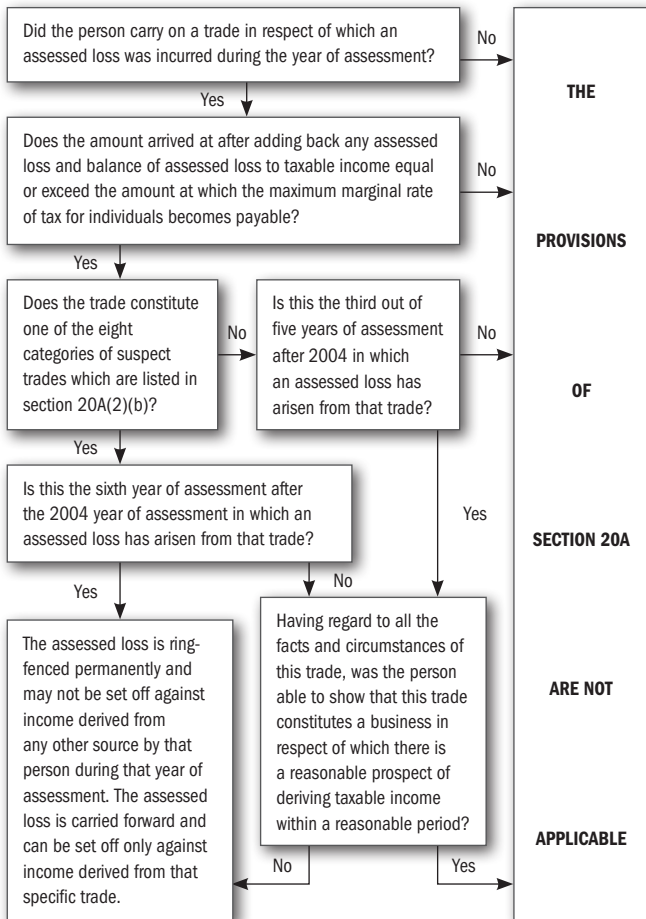 Did the person carry on a trade in respect of which an
assessed loss was incurred during the year of assessment?
No
THE
Yes
Does the amount arrived at after adding back any assessed
loss and balance of assessed loss to taxable income equal
or exceed the amount at which the maximum marginal rate
of tax for individuals becomes payable?
No
PROVISIONS
Yes
Does the trade constitute
one of the eight
categories of suspect
trades which are listed in
section 20A(2)(b)?
No
Is this the third out of
five years of assessment
after 2004 in which
an assessed loss has
arisen from that trade?
No
OF
Yes
Is this the sixth year of assessment after
the 2004 year of assessment in which an
assessed loss has arisen from that trade?
Yes
SECTION 20A
Yes
No
The assessed loss is ring-
fenced permanently and
may not be set off against
income derived from
any other source by that
person during that year of
assessment. The assessed
loss is carried forward and
can be set off only against
income derived from that
specific trade.
Having regard to all the
facts and circumstances of
this trade, was the person
able to show that this trade
constitutes a business in
respect of which there is
a reasonable prospect of
deriving taxable income
within a reasonable period?
ARE NOT
APPLICABLE
No
Yes